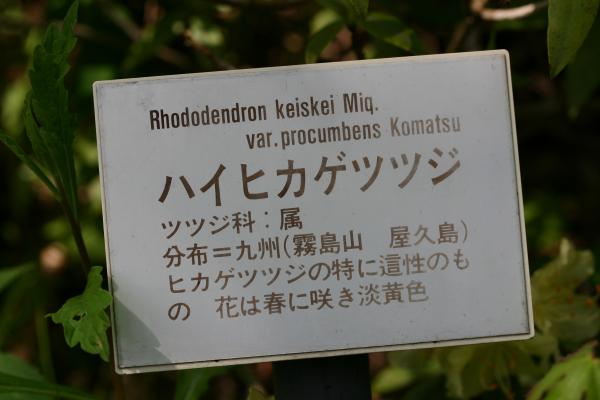 Rhododendron keiskei Miq.
var.procumbens Komatsu
ハイヒカゲツツジ
ツツジ科：属
分布＝九州(霧島山　屋久島)
ヒカゲツツジの特に這性のも
の　花は春に咲き淡黄色